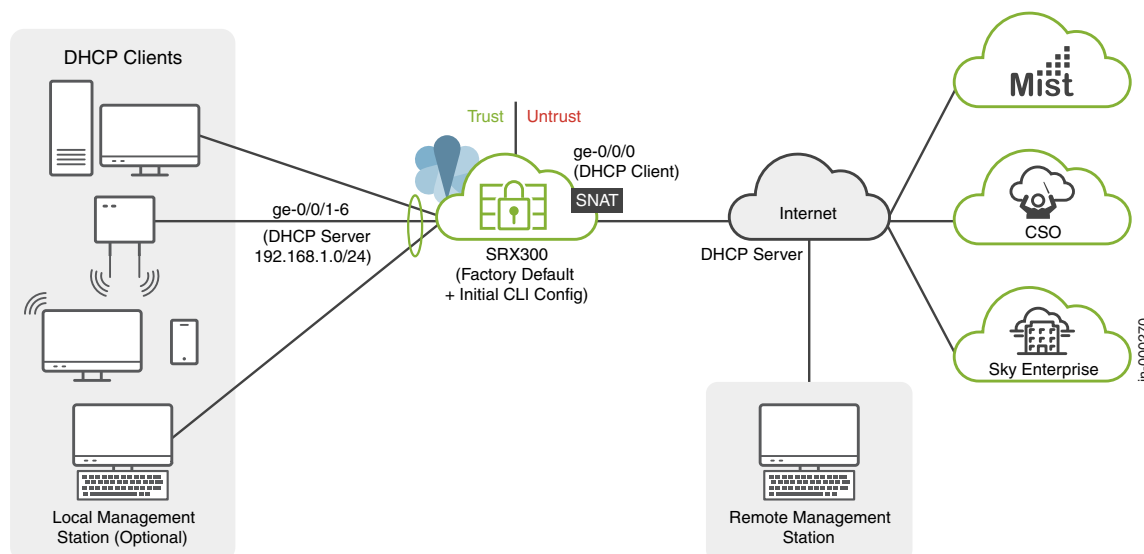 DHCP Clients
Trust
Untrust
ge-0/0/0
(DHCP Client)
SNAT
ge-0/0/1-6
(DHCP Server
192.168.1.0/24)
SRX300
(Factory Default
+ Initial CLI Config)
Internet
DHCP Server
Mist
CSO
Sky Enterprise
Local Management
Station (Optional)
Remote Management
Station
jn-000270